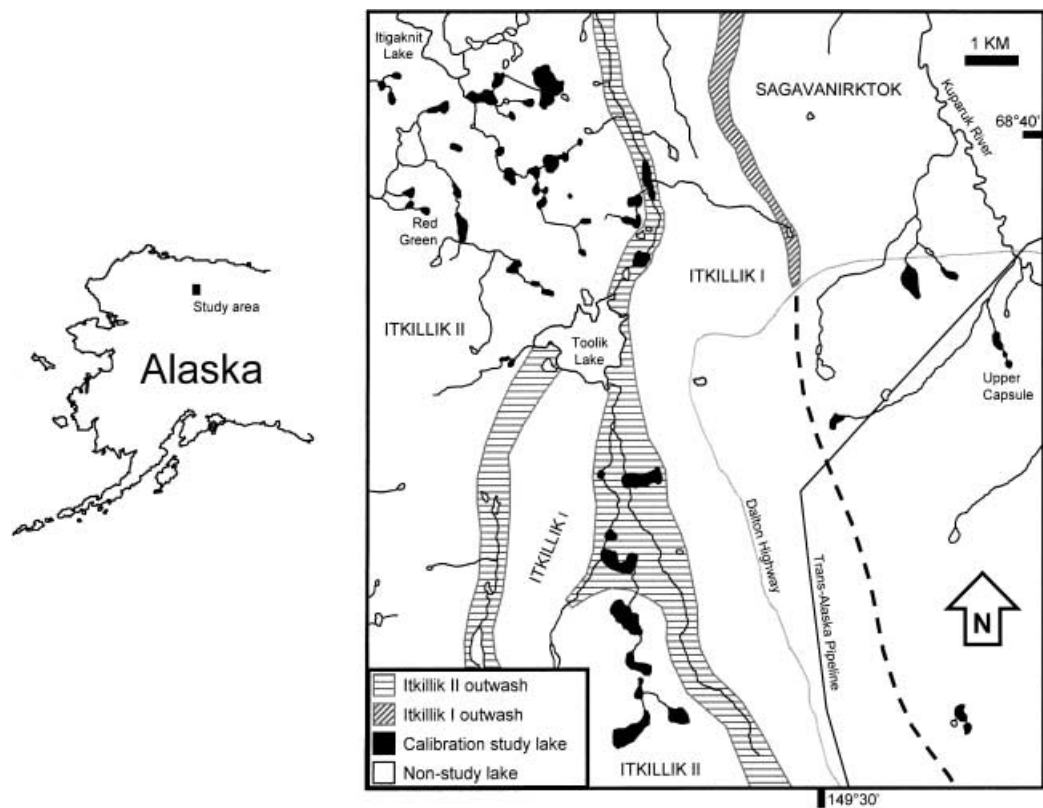 Itigaknit
Lake
1 KM
SAGAVANIRKTOK
Kuparuk River
68°40'
Red
Green
ITKILLIK I
Study area
ITKILLIK II
Toolik
Lake
Alaska
Upper
Capsule
ITKILLIK I
Dalton Highway
Trans-Alaska Pipeline
N
Itkillik II outwash
Itkillik I outwash
Calibration study lake
Non-study lake
ITKILLIK II
149°30'